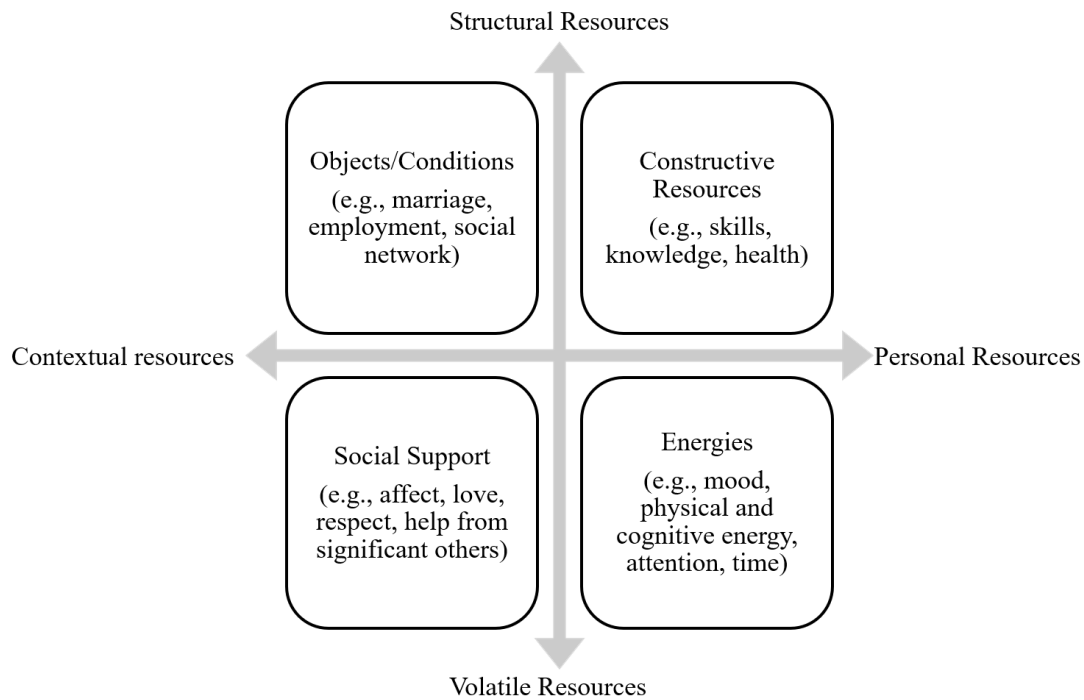 Structural Resources
Objects/Conditions
(e.g., marriage,
employment, social
network)
Constructive
Resources
(e.g., skills,
knowledge, health)
Contextual resources
Personal Resources
Social Support
(e.g., affect, love,
respect, help from
significant others)
Energies
(e.g., mood,
physical and
cognitive energy,
attention, time)
Volatile Resources